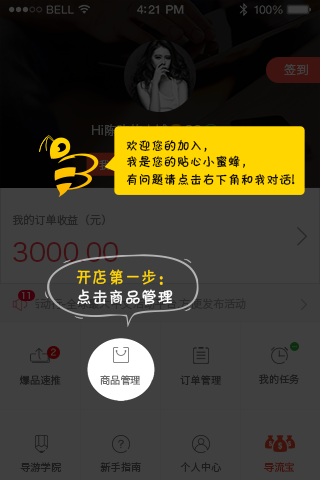 BELL
4:21 PM
100%
签到
Hi陈
欢迎您的加入，
我是您的贴心小蜜蜂，
有问题请点击右下角和我对话!
我的订单收益（元）
3000.00
开店第一步：
点击商品管理
11
更发布活动
2
爆品速推
商品管理
订单管理
我的任务
导游学院
新手指南
个人中心
导流宝